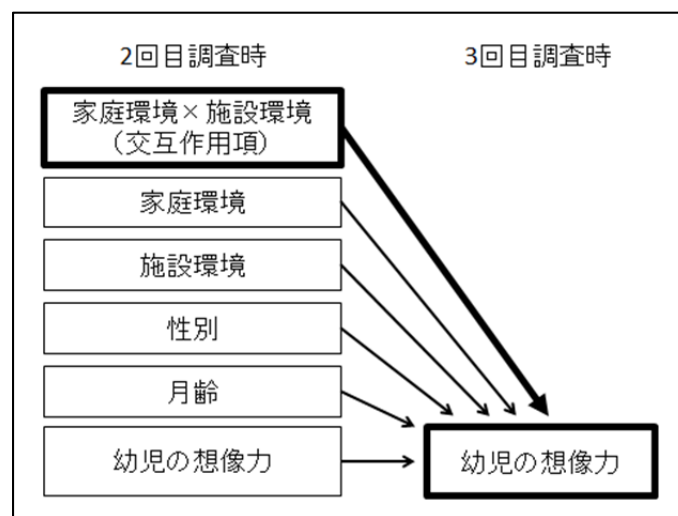 2回目調査時
3回目調査時
家庭環境×施設環境
（交互作用項）
家庭環境
施設環境
性別
月齢
幼児の想像力
幼児の想像力